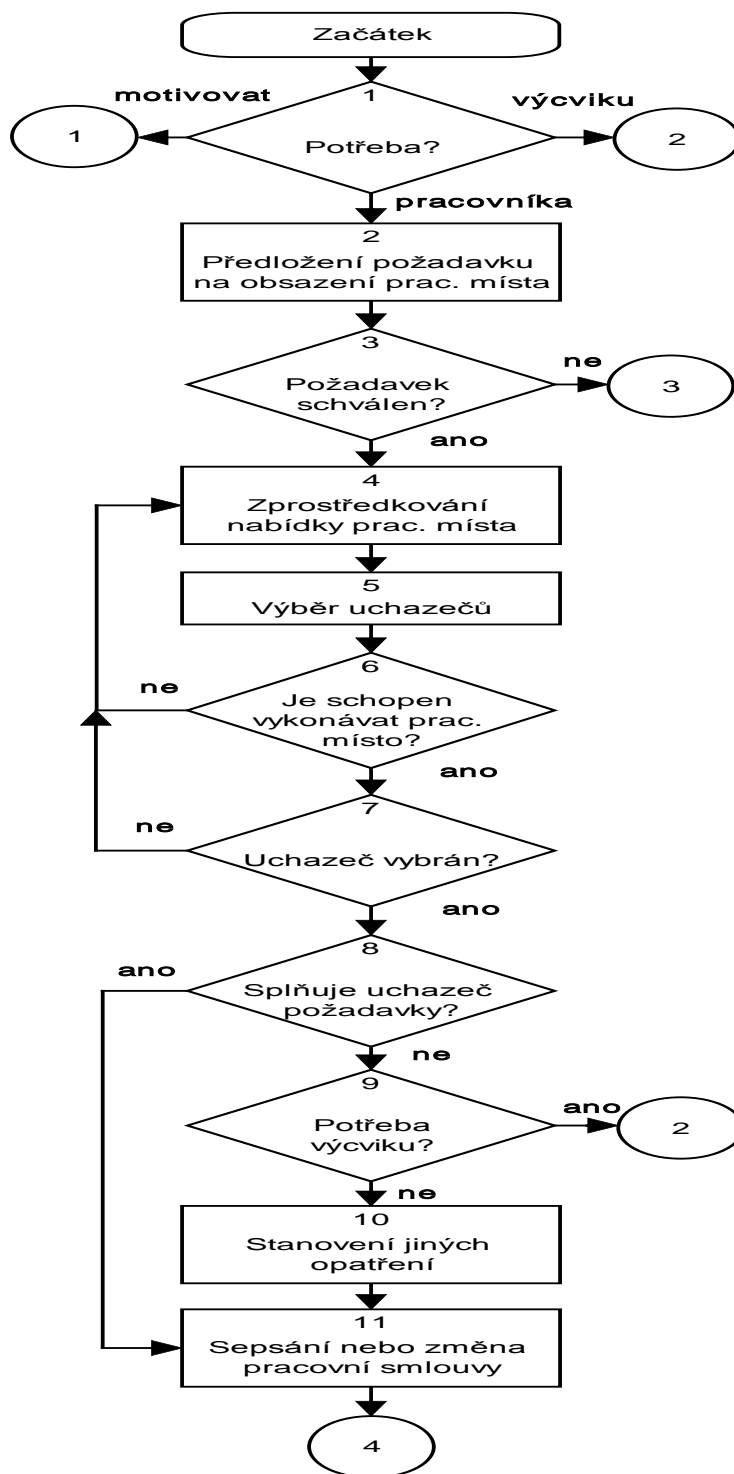 Začátek
motivovat
1
výcviku
1
Potřeba?
2
pracovníka
2
Předložení požadavku
na obsazení prac. místa
3
Požadavek
schválen?
ne
3
ano
4
Zprostředkování
nabídky prac. místa
5
Výběr uchazečů
6
Je schopen
vykonávat prac.
místo?
ne
ano
7
Uchazeč vybrán?
ne
ano
8
Splňuje uchazeč
požadavky?
ano
ne
9
Potřeba
výcviku?
ano
2
ne
10
Stanovení jiných
opatření
11
Sepsání nebo změna
pracovní smlouvy
4